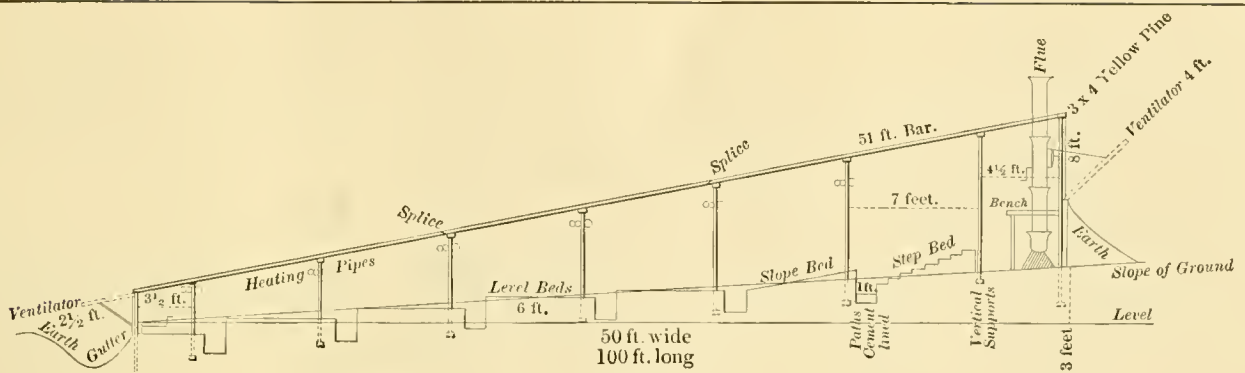 Flue
3 x 4 Yellow Pine
Ventilator 4 ft.
51 ft. Bar.
8 ft.
Splice
4½ ft.
7 feet.
Bench
Splice
Earth
Step Bed
Heating Pipes
Slope Bed
Slope of Ground
Level Beds
1ft.
Ventilator
3½ ft.
2½ ft.
6 ft.
Earth
Gutter
Level
Paths
Cement
lined
Vertical
Supports
3 feet
50 ft. wide
100 ft. long